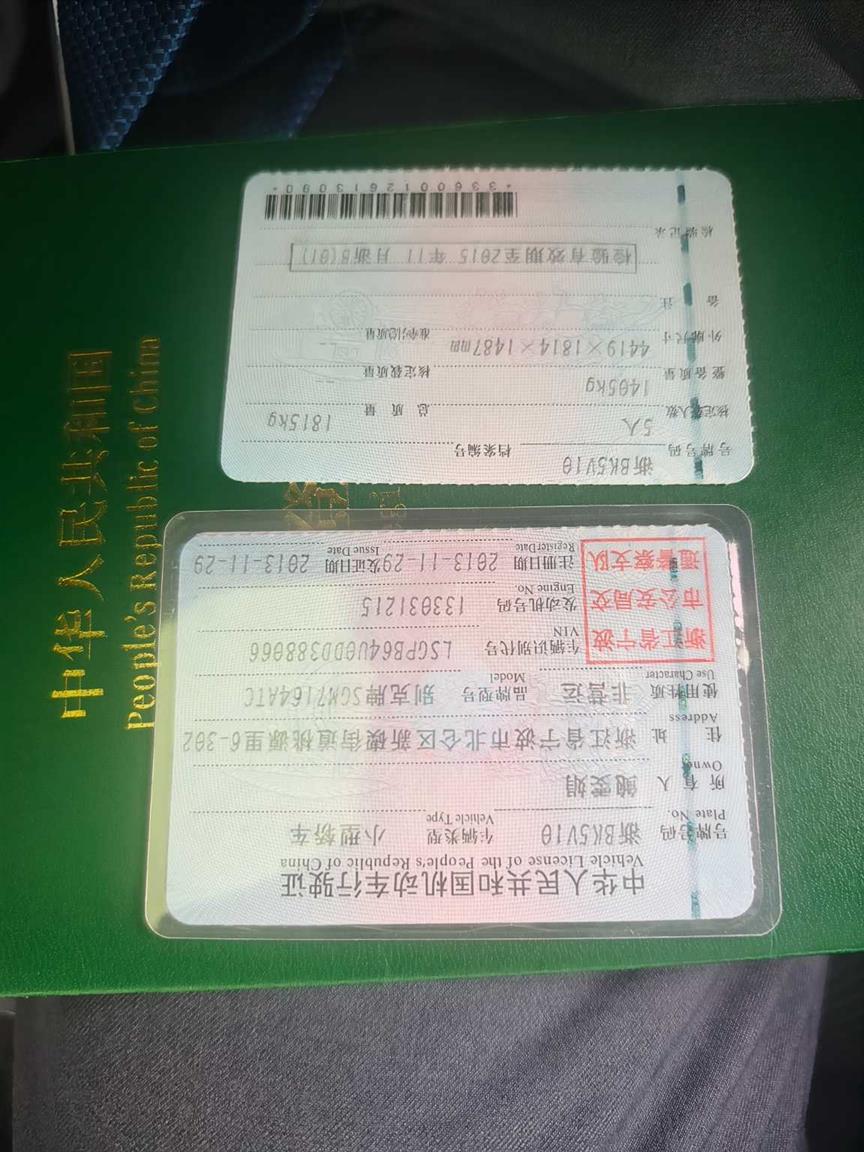 中华人民共和国
People's Republic of China
中华人民共和国机动车行驶证
Vehicle License of the People's Republic of China
号牌号码 浙BK5V10 车辆类型 小型轿车
Plate No. Vehicle Type
所有人
Owner
住址 浙江省宁波市北仑区新碶街道桃源里6-302
Address
使用性质 非营运 品牌型号 别克牌SGM7164ATC
Use Character Model
浙江省宁波
市公安局交
通警察支队
车辆识别代号 LSGPB64U0DD388066
VIN
发动机号码 133031215
Engine No.
注册日期 2013-11-29 发证日期 2013-11-29
Register Date Issue Date
号牌号码 浙BK5V10 档案编号
核定载人数 5人 总质量 1815kg
整备质量 1405kg 核定载质量
外廓尺寸 4419×1814×1487mm 准牵引总质量
备注
检验有效期至2015年11月浙B(01)
检验记录
*3360012613090*